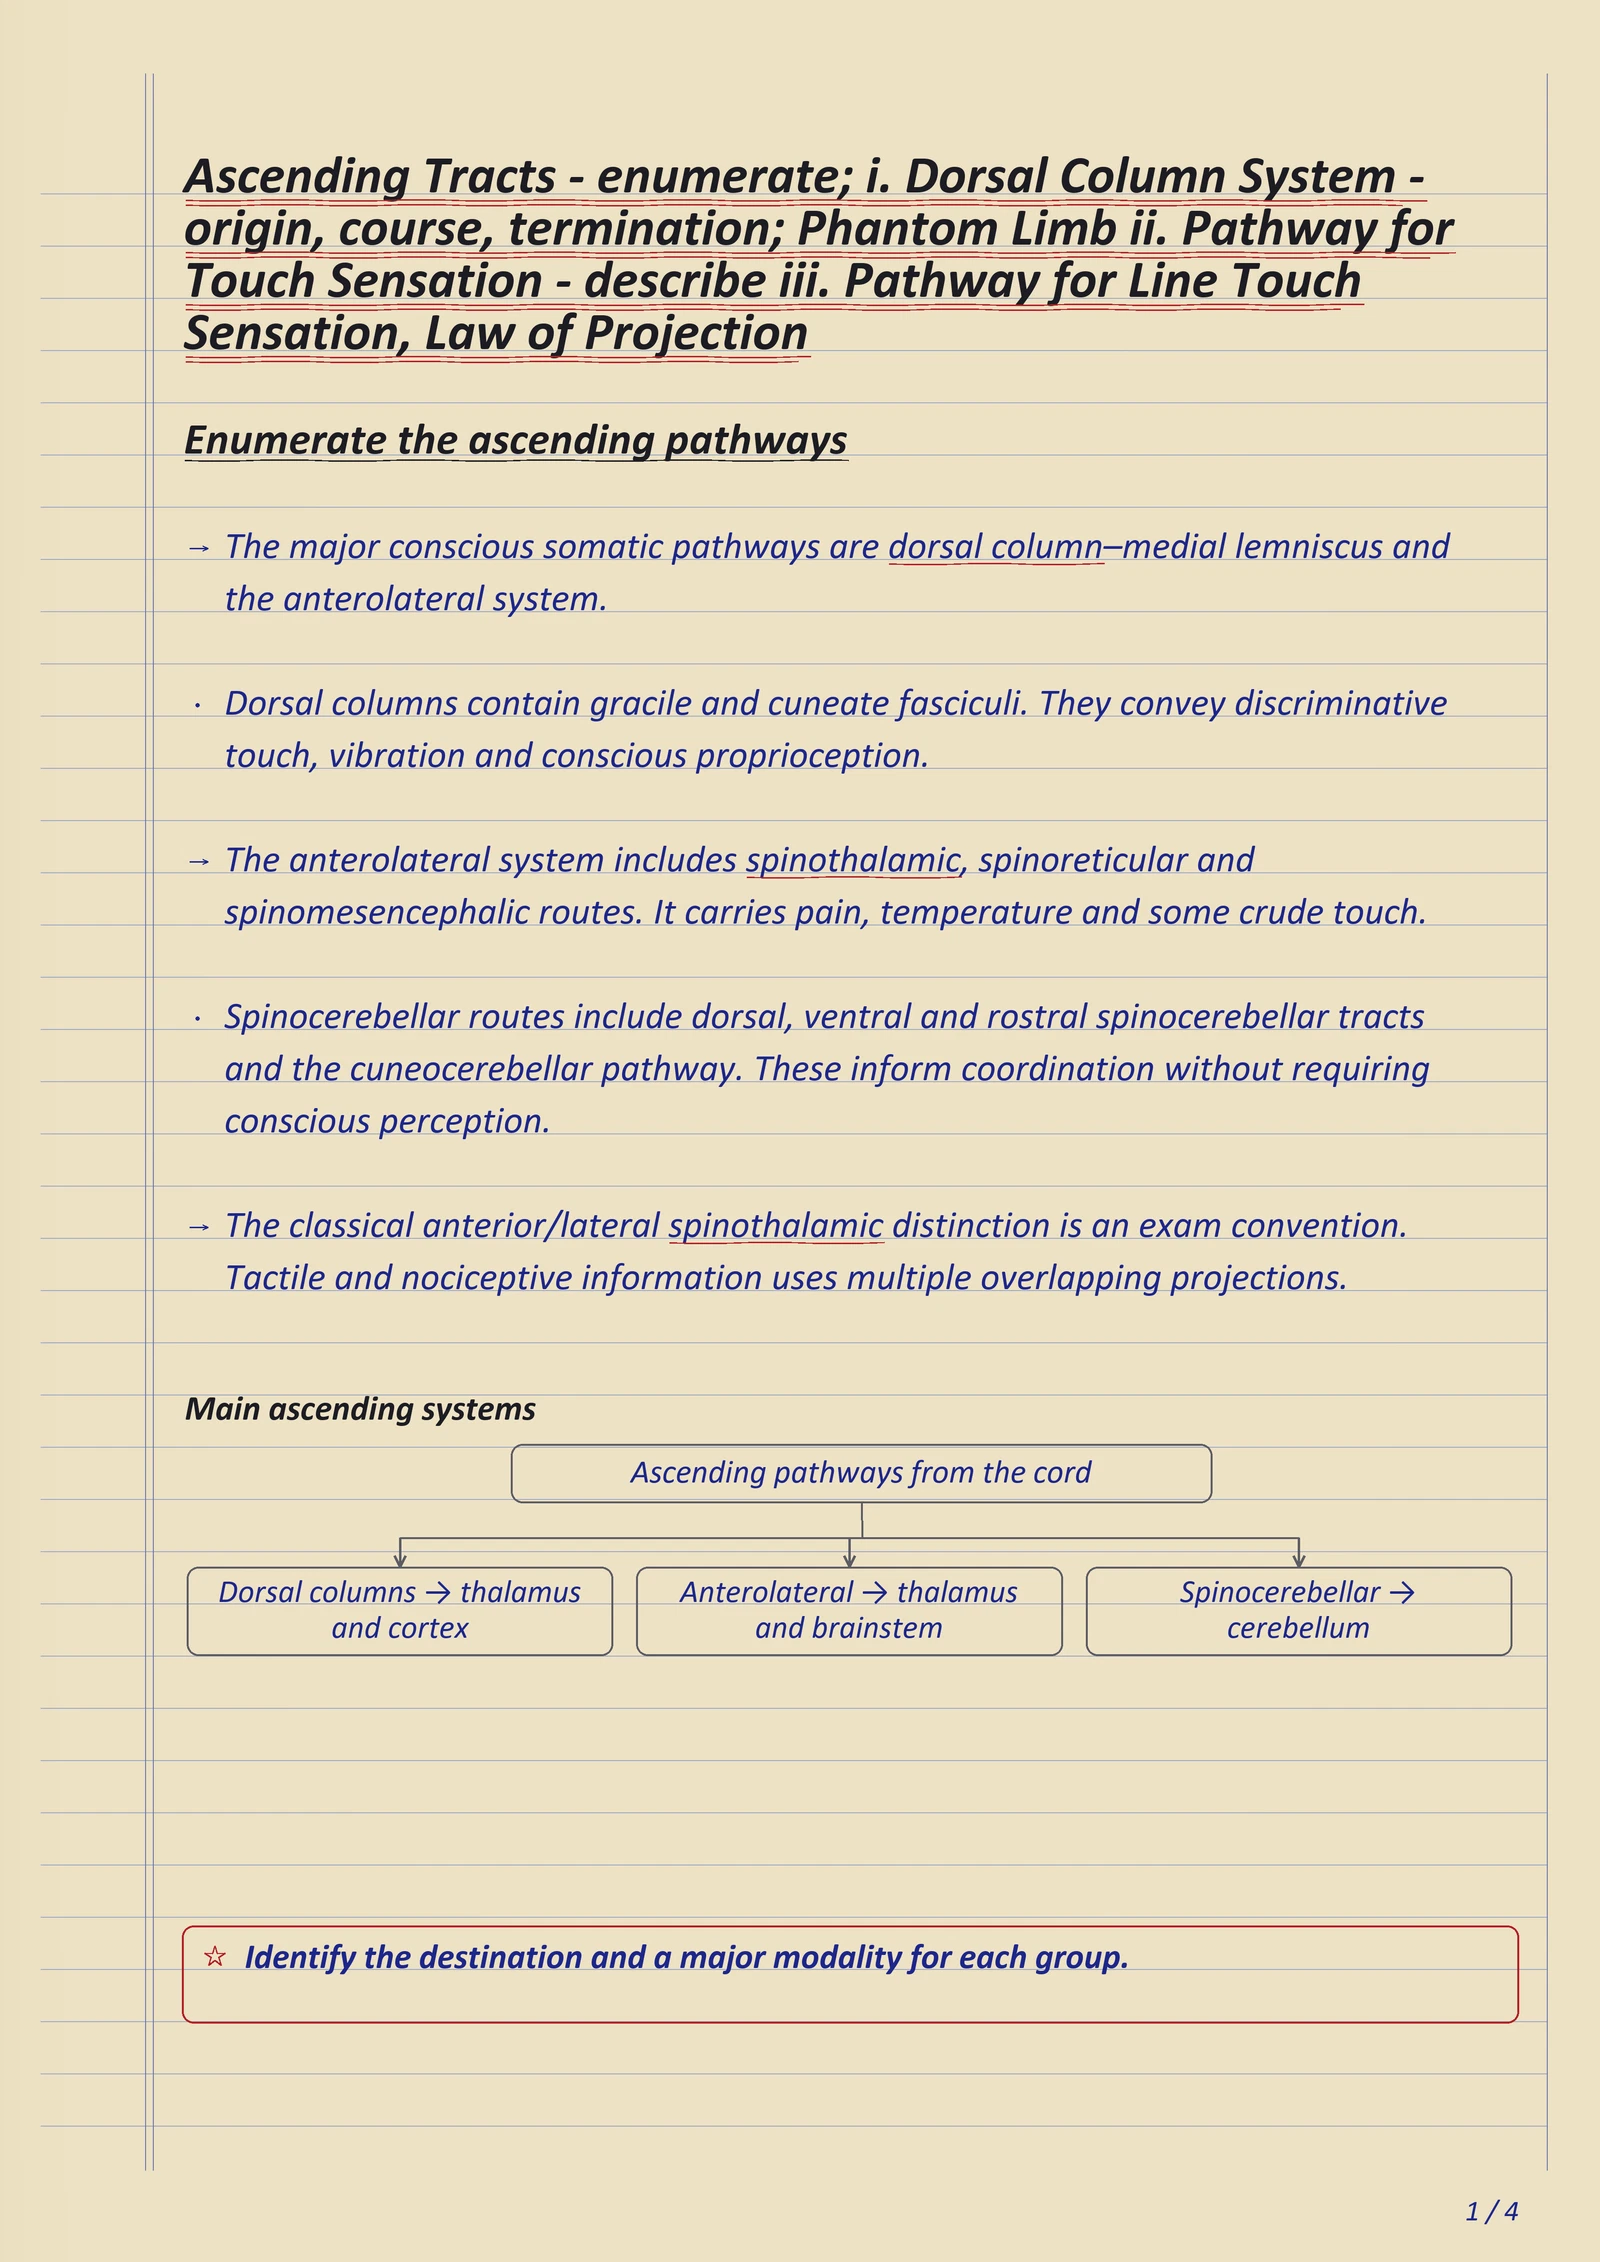 Ascending Tracts - enumerate; i. Dorsal Column System -
origin, course, termination; Phantom Limb ii. Pathway for
Touch Sensation - describe iii. Pathway for Line Touch
Sensation, Law of Projection
Enumerate the ascending pathways
→ The major conscious somatic pathways are dorsal column–medial lemniscus and
the anterolateral system.
· Dorsal columns contain gracile and cuneate fasciculi. They convey discriminative
touch, vibration and conscious proprioception.
→ The anterolateral system includes spinothalamic, spinoreticular and
spinomesencephalic routes. It carries pain, temperature and some crude touch.
· Spinocerebellar routes include dorsal, ventral and rostral spinocerebellar tracts
and the cuneocerebellar pathway. These inform coordination without requiring
conscious perception.
→ The classical anterior/lateral spinothalamic distinction is an exam convention.
Tactile and nociceptive information uses multiple overlapping projections.
Main ascending systems
Ascending pathways from the cord
Dorsal columns → thalamus
and cortex
Anterolateral → thalamus
and brainstem
Spinocerebellar →
cerebellum
☆ Identify the destination and a major modality for each group.
1 / 4